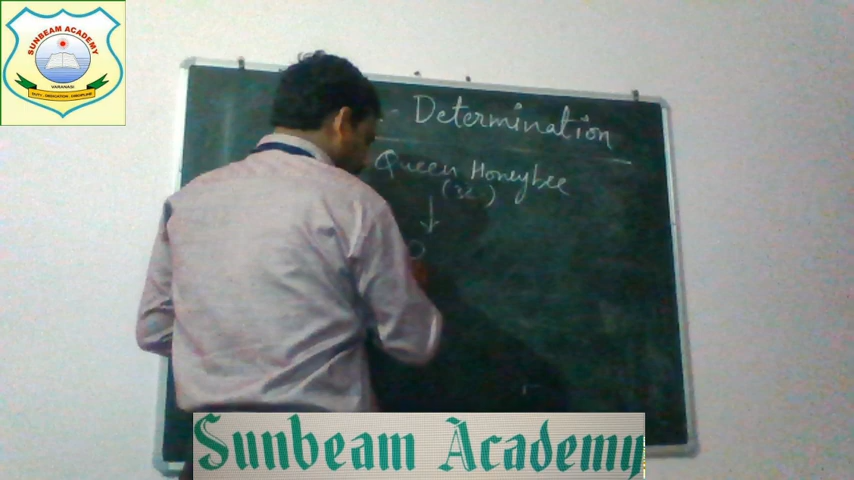 SUNBEAM ACADEMY
VARANASI
- Determination
Queen Honeybee
(32)
Sunbeam Academy